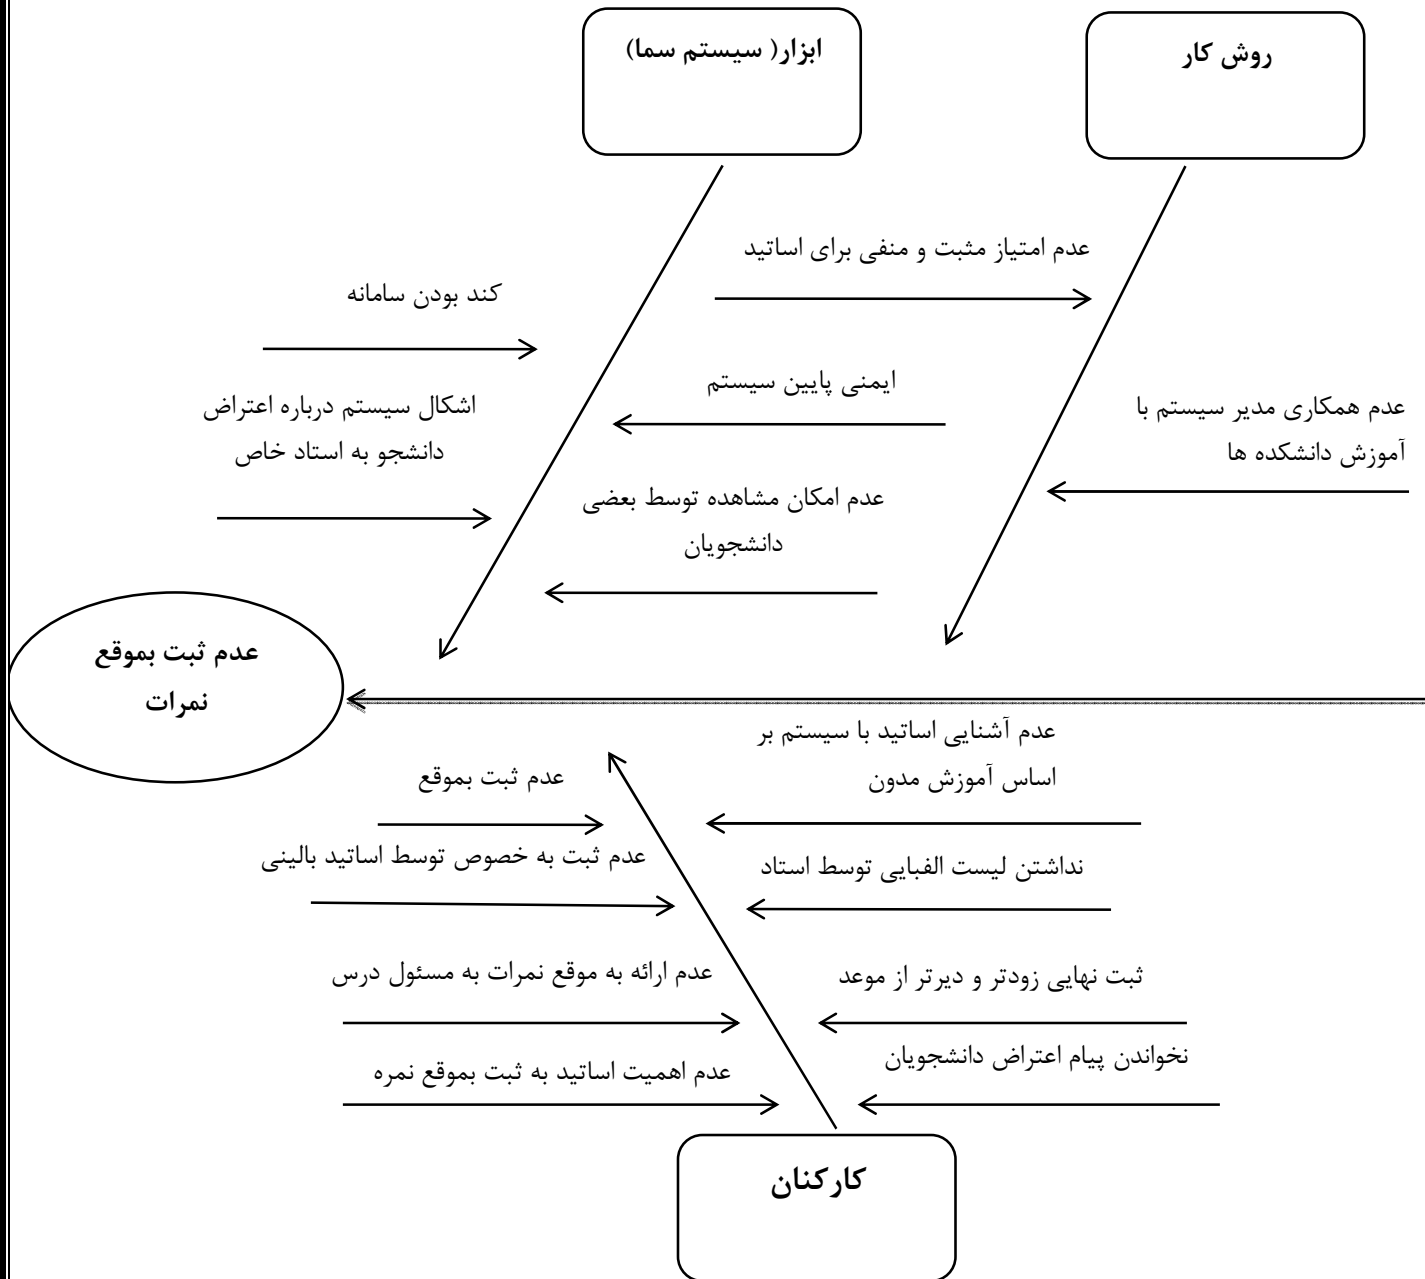 روش کار
ابزار( سیستم سما)
عدم امتیاز مثبت و منفی برای اساتید
کند بودن سامانه
ایمنی پایین سیستم
عدم همکاری مدیر سیستم با
آموزش دانشکده ها
اشکال سیستم درباره اعتراض
دانشجو به استاد خاص
عدم امکان مشاهده توسط بعضی
دانشجویان
عدم ثبت بموقع
نمرات
عدم آشنایی اساتید با سیستم بر
اساس آموزش مدون
عدم ثبت بموقع
نداشتن لیست الفبایی توسط استاد
عدم ثبت به خصوص توسط اساتید بالینی
ثبت نهایی زودتر و دیرتر از موعد
عدم ارائه به موقع نمرات به مسئول درس
نخواندن پیام اعتراض دانشجویان
عدم اهمیت اساتید به ثبت بموقع نمره
کارکنان